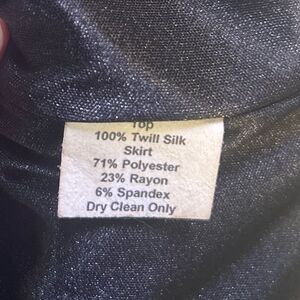 Top
100% Twill Silk
Skirt
71% Polyester
23% Rayon
6% Spandex
Dry Clean Only